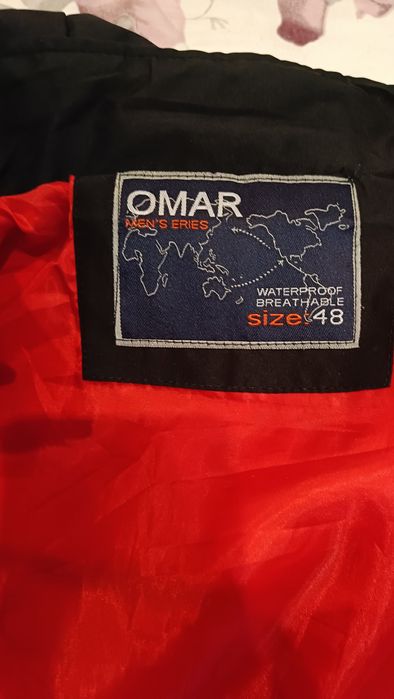 OMAR
MEN'S ERIES
WATERPROOF
BREATHABLE
size:48